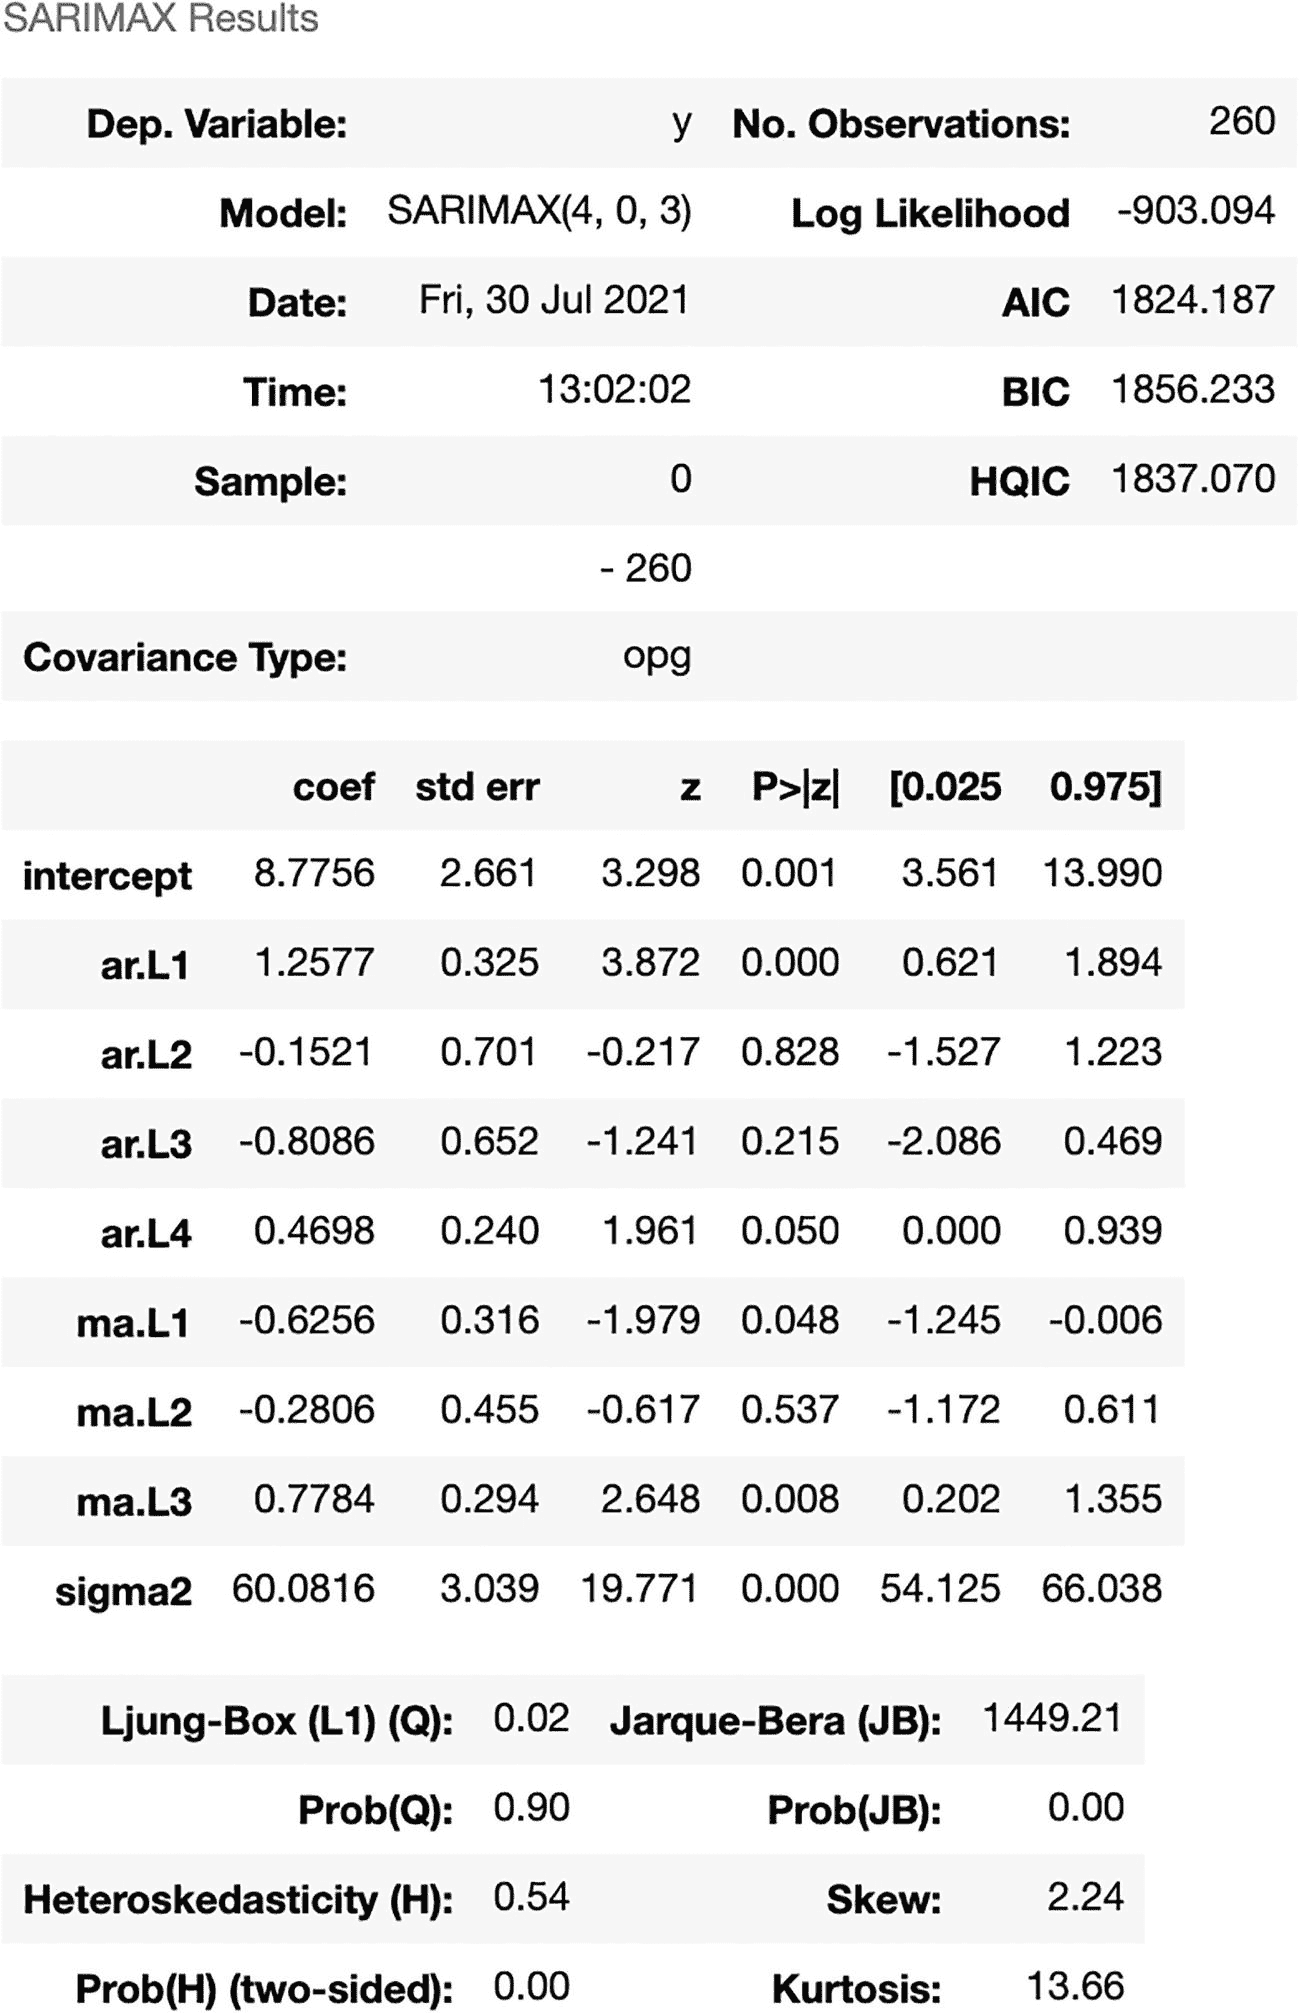 SARIMAX Results
Dep. Variable: y No. Observations: 260
Model: SARIMAX(4, 0, 3) Log Likelihood -903.094
Date: Fri, 30 Jul 2021 AIC 1824.187
Time: 13:02:02 BIC 1856.233
Sample: 0 HQIC 1837.070
- 260
Covariance Type: opg
coef std err z P>|z| [0.025 0.975]
intercept 8.7756 2.661 3.298 0.001 3.561 13.990
ar.L1 1.2577 0.325 3.872 0.000 0.621 1.894
ar.L2 -0.1521 0.701 -0.217 0.828 -1.527 1.223
ar.L3 -0.8086 0.652 -1.241 0.215 -2.086 0.469
ar.L4 0.4698 0.240 1.961 0.050 0.000 0.939
ma.L1 -0.6256 0.316 -1.979 0.048 -1.245 -0.006
ma.L2 -0.2806 0.455 -0.617 0.537 -1.172 0.611
ma.L3 0.7784 0.294 2.648 0.008 0.202 1.355
sigma2 60.0816 3.039 19.771 0.000 54.125 66.038
Ljung-Box (L1) (Q): 0.02 Jarque-Bera (JB): 1449.21
Prob(Q): 0.90 Prob(JB): 0.00
Heteroskedasticity (H): 0.54 Skew: 2.24
Prob(H) (two-sided): 0.00 Kurtosis: 13.66